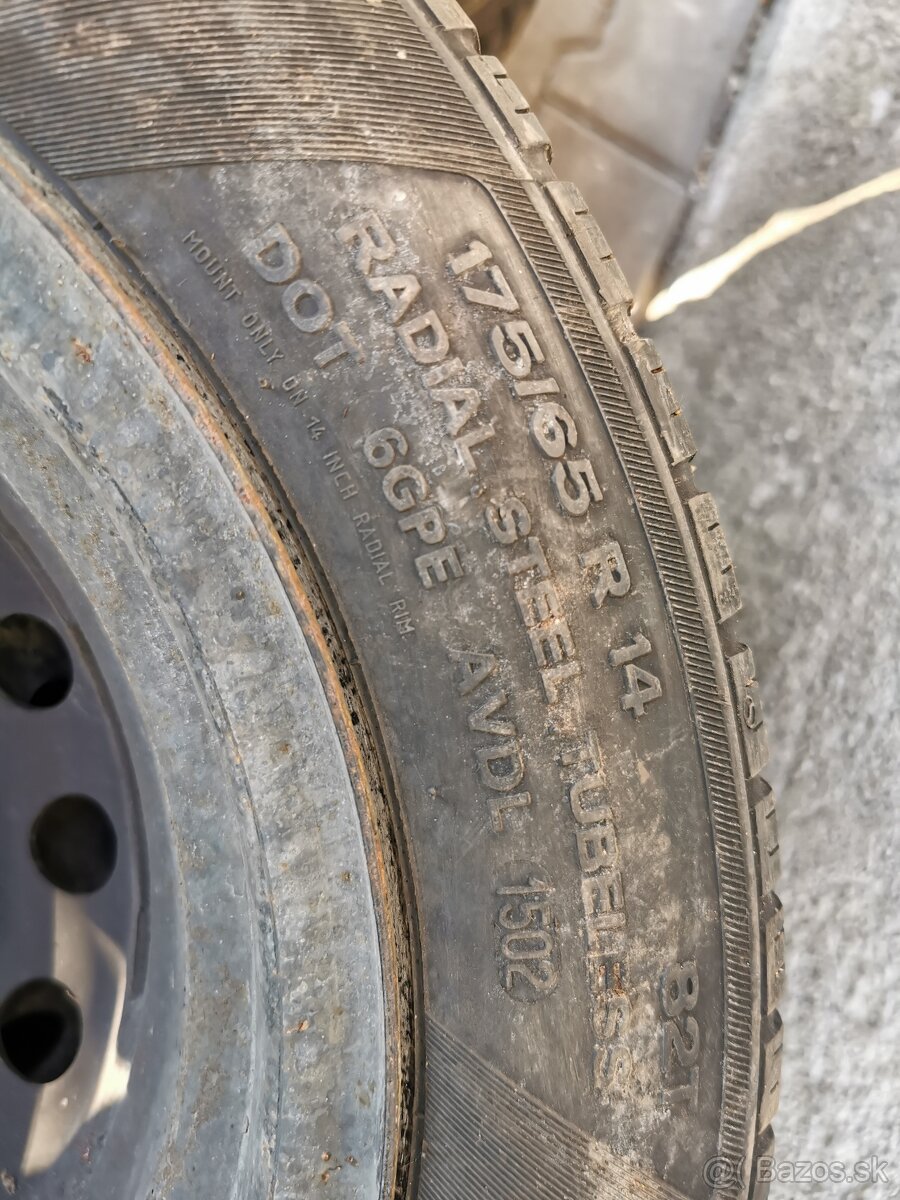 175/65 R 14 82T
RADIAL STEEL TUBELESS
DOT 6GPE AVDL 1502
MOUNT ONLY ON 14 INCH RADIAL RIM
Bazos.sk